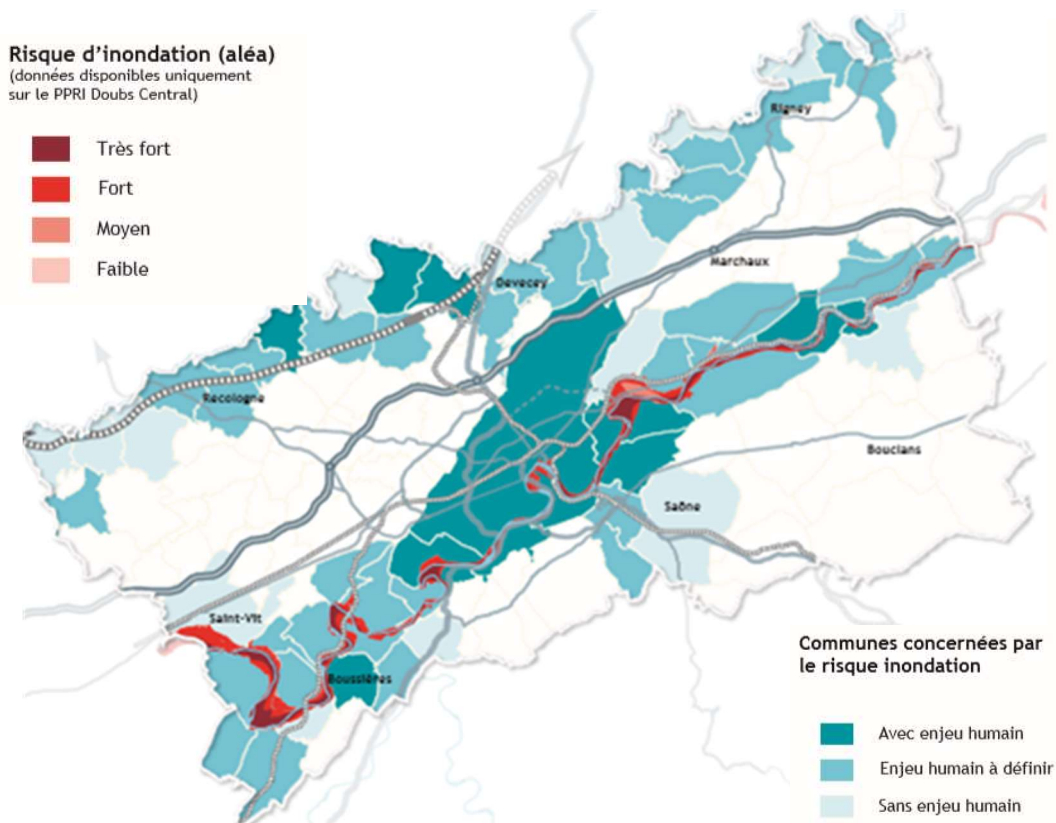 Risque d'inondation (aléa)
(données disponibles uniquement
sur le PPRI Doubs Central)
Très fort
Fort
Moyen
Faible
Rigney
Marchaux
Devecey
Recologne
Bouclans
Saône
Saint-Vit
Boussières
Communes concernées par
le risque inondation
Avec enjeu humain
Enjeu humain à définir
Sans enjeu humain